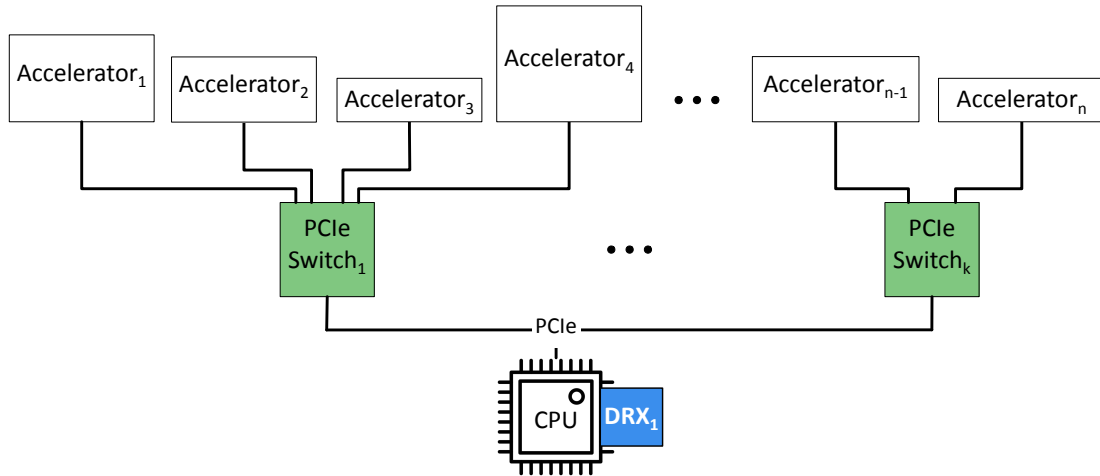 Accelerator₁
Accelerator₂
Accelerator₃
Accelerator₄
Acceleratorₙ₋₁
Acceleratorₙ
PCIe
Switch₁
PCIe
Switchₖ
PCIe
CPU
DRX₁